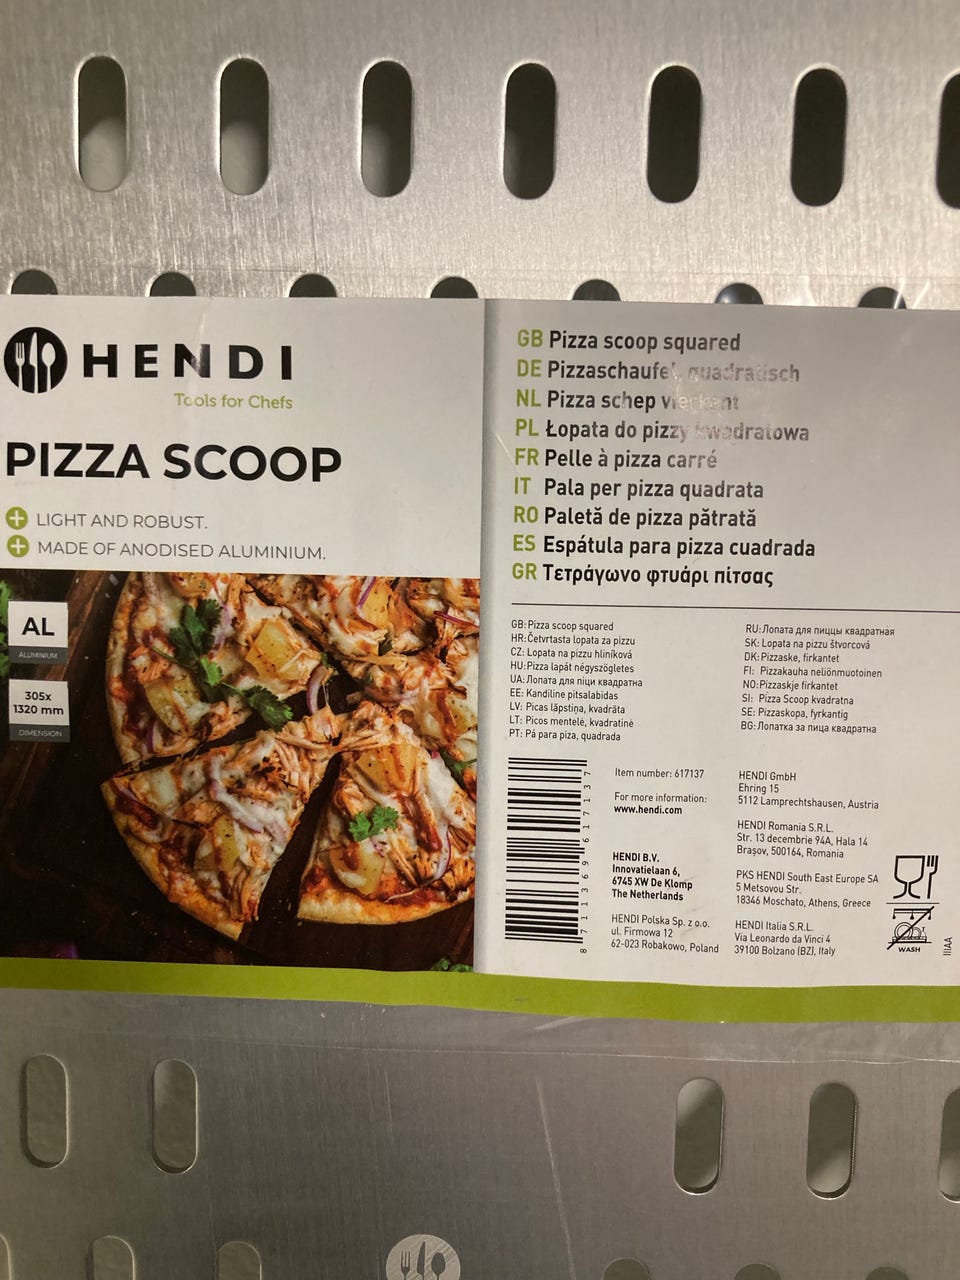 HENDI
Tools for Chefs
PIZZA SCOOP
LIGHT AND ROBUST.
MADE OF ANODISED ALUMINIUM.
AL
ALUMINIUM
305x
1320 mm
DIMENSION
GB Pizza scoop squared
DE Pizzaschaufel, quadratisch
NL Pizza schep vierkant
PL Łopata do pizzy kwadratowa
FR Pelle à pizza carré
IT Pala per pizza quadrata
RO Paletă de pizza pătrată
ES Espátula para pizza cuadrada
GR Τετράγωνο φτυάρι πίτσας
GB: Pizza scoop squared
HR: Četvrtasta lopata za pizzu
CZ: Lopata na pizzu hliníková
HU: Pizza lapát négyszögletes
UA: Лопата для піци квадратна
EE: Kandiline pitsalabidas
LV: Picas lāpstiņa, kvadrāta
LT: Picos mentelė, kvadratinė
PT: Pá para piza, quadrada
RU: Лопата для пиццы квадратная
SK: Lopata na pizzu štvorcová
DK: Pizzaske, firkantet
FI: Pizzakauha neliönmuotoinen
NO: Pizzaskje firkantet
SI: Pizza Scoop kvadratna
SE: Pizzaskopa, fyrkantig
BG: Лопатка за пица квадратна
8 711369 617137
Item number: 617137
For more information:
www.hendi.com
HENDI B.V.
Innovatielaan 6,
6745 XW De Klomp
The Netherlands
HENDI Polska Sp. z o.o.
ul. Firmowa 12
62-023 Robakowo, Poland
HENDI GmbH
Ehring 15
5112 Lamprechtshausen, Austria
HENDI Romania S.R.L.
Str. 13 decembrie 94A, Hala 14
Brașov, 500164, Romania
PKS HENDI South East Europe SA
5 Metsovou Str.
18346 Moschato, Athens, Greece
HENDI Italia S.R.L.
Via Leonardo da Vinci 4
39100 Bolzano (BZ), Italy
WASH
IIIAA